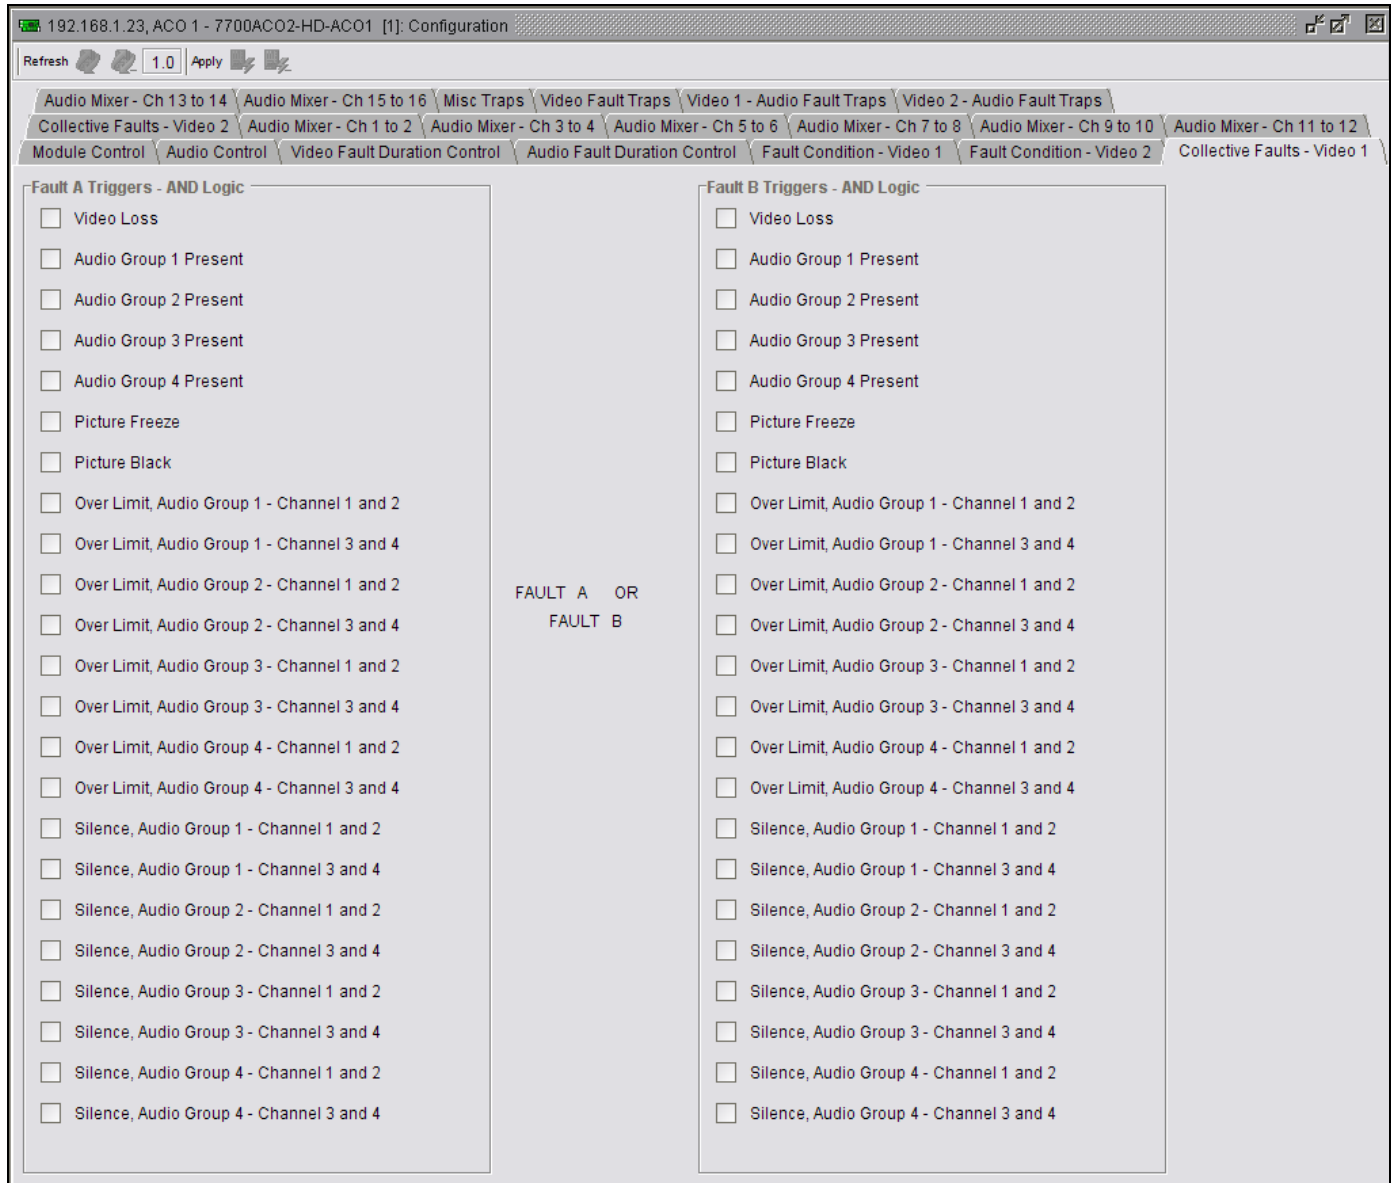 192.168.1.23, ACO 1 - 7700ACO2-HD-ACO1 [1]: Configuration
Refresh 1.0 Apply
Audio Mixer - Ch 13 to 14 Audio Mixer - Ch 15 to 16 Misc Traps Video Fault Traps Video 1 - Audio Fault Traps Video 2 - Audio Fault Traps
Collective Faults - Video 2 Audio Mixer - Ch 1 to 2 Audio Mixer - Ch 3 to 4 Audio Mixer - Ch 5 to 6 Audio Mixer - Ch 7 to 8 Audio Mixer - Ch 9 to 10 Audio Mixer - Ch 11 to 12
Module Control Audio Control Video Fault Duration Control Audio Fault Duration Control Fault Condition - Video 1 Fault Condition - Video 2 Collective Faults - Video 1
Fault A Triggers - AND Logic
Video Loss
Audio Group 1 Present
Audio Group 2 Present
Audio Group 3 Present
Audio Group 4 Present
Picture Freeze
Picture Black
Over Limit, Audio Group 1 - Channel 1 and 2
Over Limit, Audio Group 1 - Channel 3 and 4
Over Limit, Audio Group 2 - Channel 1 and 2
Over Limit, Audio Group 2 - Channel 3 and 4
Over Limit, Audio Group 3 - Channel 1 and 2
Over Limit, Audio Group 3 - Channel 3 and 4
Over Limit, Audio Group 4 - Channel 1 and 2
Over Limit, Audio Group 4 - Channel 3 and 4
Silence, Audio Group 1 - Channel 1 and 2
Silence, Audio Group 1 - Channel 3 and 4
Silence, Audio Group 2 - Channel 1 and 2
Silence, Audio Group 2 - Channel 3 and 4
Silence, Audio Group 3 - Channel 1 and 2
Silence, Audio Group 3 - Channel 3 and 4
Silence, Audio Group 4 - Channel 1 and 2
Silence, Audio Group 4 - Channel 3 and 4
FAULT A OR
FAULT B
Fault B Triggers - AND Logic
Video Loss
Audio Group 1 Present
Audio Group 2 Present
Audio Group 3 Present
Audio Group 4 Present
Picture Freeze
Picture Black
Over Limit, Audio Group 1 - Channel 1 and 2
Over Limit, Audio Group 1 - Channel 3 and 4
Over Limit, Audio Group 2 - Channel 1 and 2
Over Limit, Audio Group 2 - Channel 3 and 4
Over Limit, Audio Group 3 - Channel 1 and 2
Over Limit, Audio Group 3 - Channel 3 and 4
Over Limit, Audio Group 4 - Channel 1 and 2
Over Limit, Audio Group 4 - Channel 3 and 4
Silence, Audio Group 1 - Channel 1 and 2
Silence, Audio Group 1 - Channel 3 and 4
Silence, Audio Group 2 - Channel 1 and 2
Silence, Audio Group 2 - Channel 3 and 4
Silence, Audio Group 3 - Channel 1 and 2
Silence, Audio Group 3 - Channel 3 and 4
Silence, Audio Group 4 - Channel 1 and 2
Silence, Audio Group 4 - Channel 3 and 4